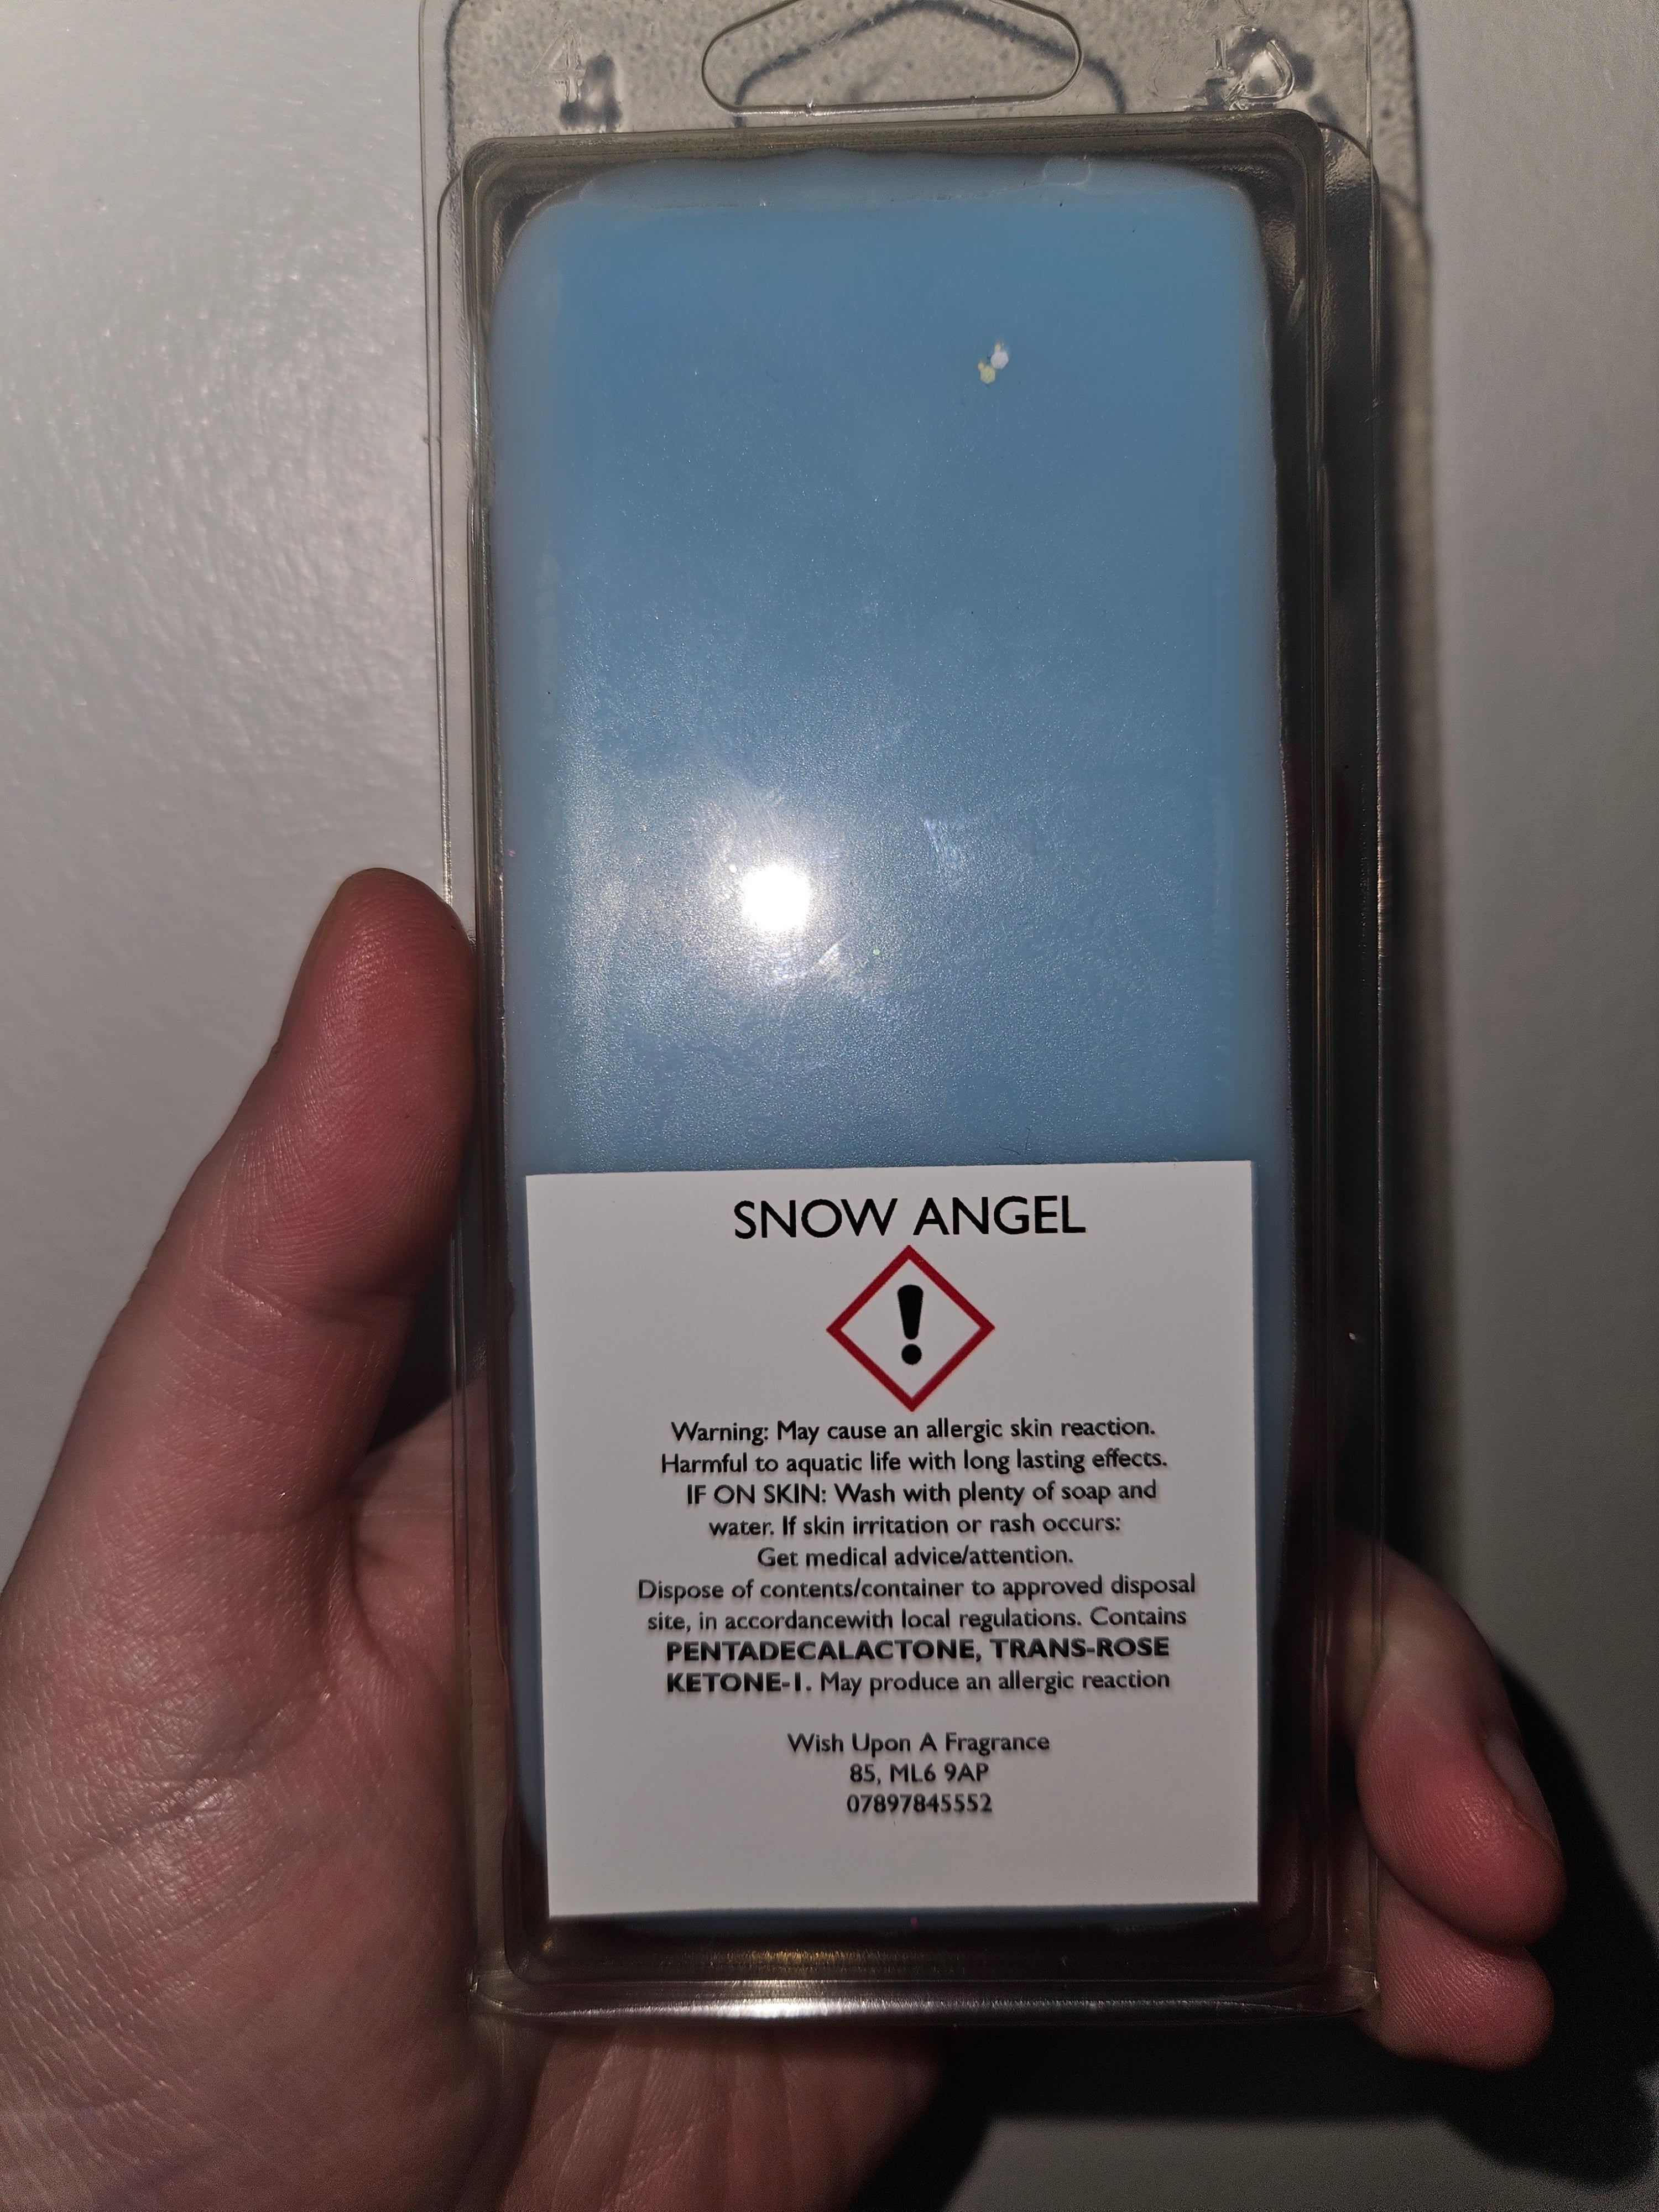 SNOW ANGEL
!
Warning: May cause an allergic skin reaction.
Harmful to aquatic life with long lasting effects.
IF ON SKIN: Wash with plenty of soap and
water. If skin irritation or rash occurs:
Get medical advice/attention.
Dispose of contents/container to approved disposal
site, in accordancewith local regulations. Contains
PENTADECALACTONE, TRANS-ROSE
KETONE-1. May produce an allergic reaction
Wish Upon A Fragrance
85, ML6 9AP
07897845552